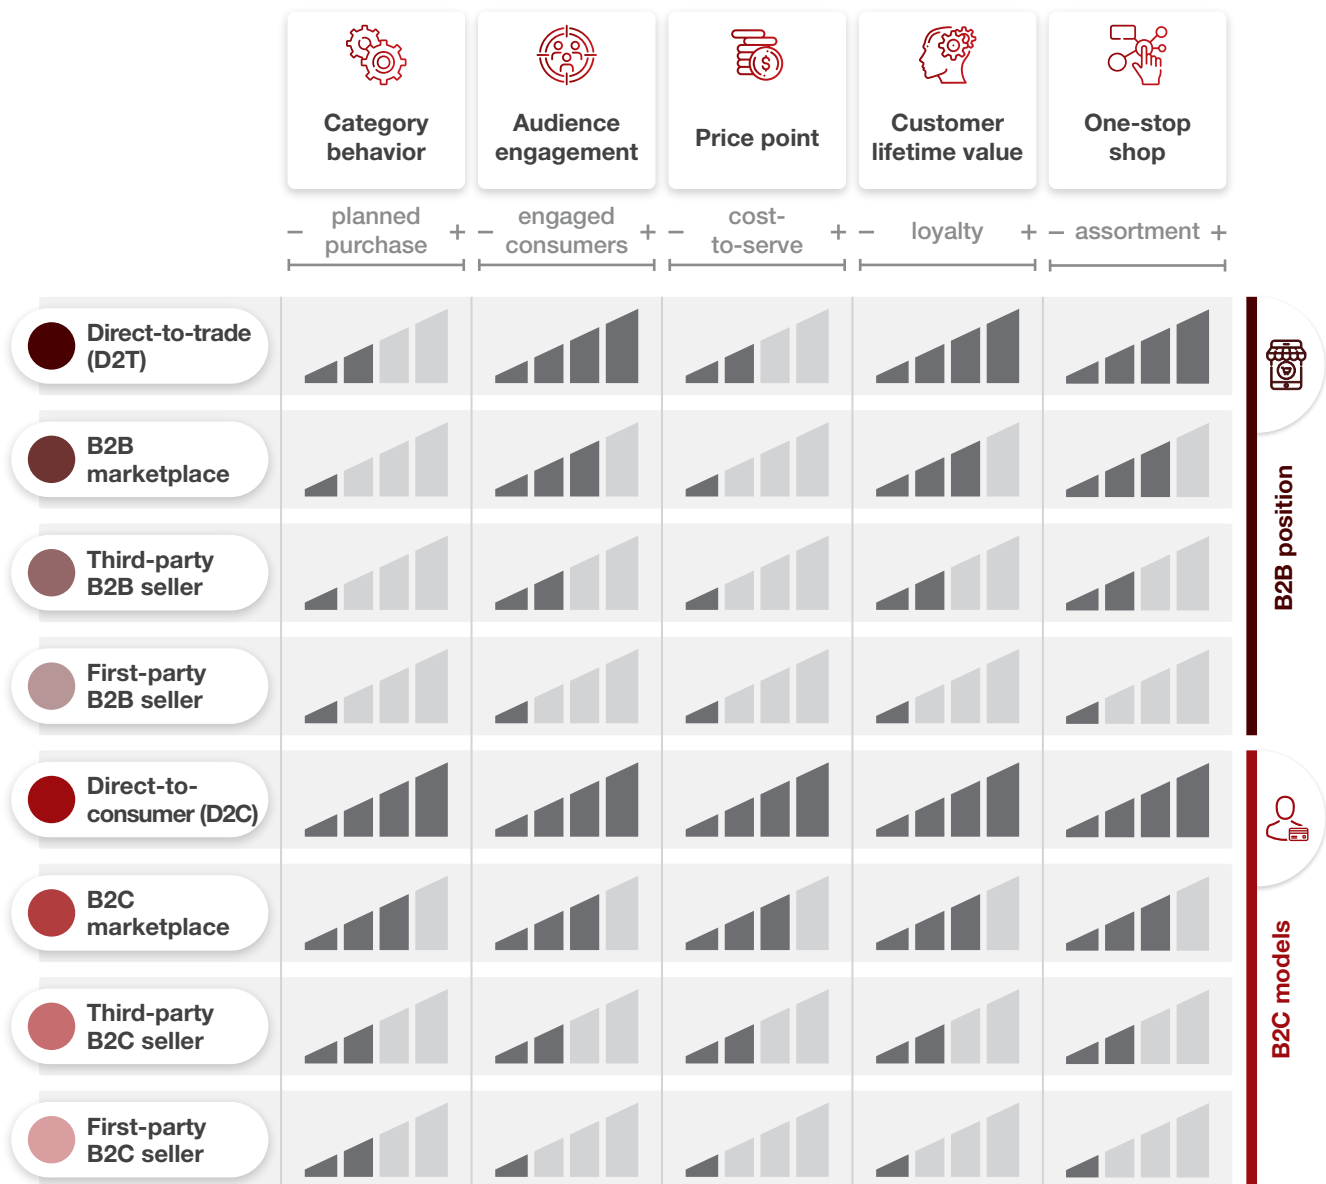 Category
behavior
Audience
engagement
Price point
Customer
lifetime value
One-stop
shop
− planned
purchase +
− engaged
consumers +
− cost-
to-serve +
− loyalty +
− assortment +
Direct-to-trade
(D2T)
B2B
marketplace
Third-party
B2B seller
First-party
B2B seller
Direct-to-
consumer (D2C)
B2C
marketplace
Third-party
B2C seller
First-party
B2C seller
B2B position
B2C models
$